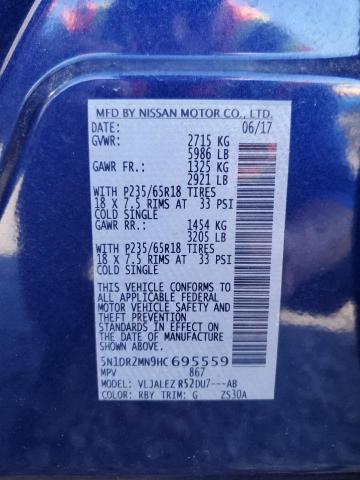 MFD BY NISSAN MOTOR CO., LTD.
DATE: 06/17
GVWR: 2715 KG
5986 LB
GAWR FR.: 1325 KG
2921 LB
WITH P235/65R18 TIRES
18 X 7.5 RIMS AT 33 PSI
COLD SINGLE
GAWR RR.: 1454 KG
3205 LB
WITH P235/65R18 TIRES
18 X 7.5 RIMS AT 33 PSI
COLD SINGLE
THIS VEHICLE CONFORMS TO
ALL APPLICABLE FEDERAL
MOTOR VEHICLE SAFETY AND
THEFT PREVENTION
STANDARDS IN EFFECT ON
THE DATE OF MANUFACTURE
SHOWN ABOVE.
5N1DR2MN9HC695559
MPV 867
MODEL: VLJALEZ R52DU7---AB
COLOR: RBY TRIM: G ZS30A